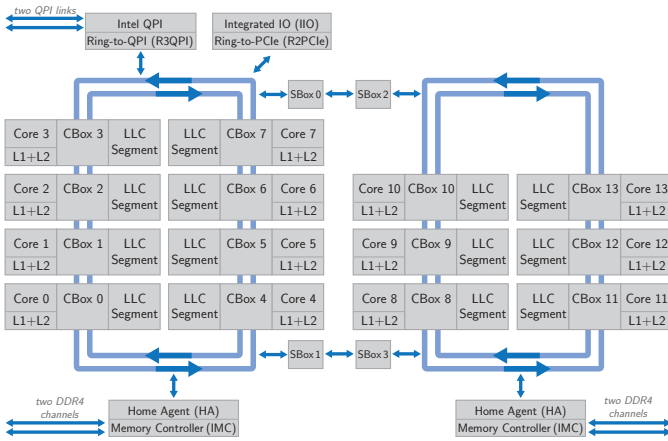 two QPI links
Intel QPI
Ring-to-QPI (R3QPI)
Integrated IO (IIO)
Ring-to-PCIe (R2PCIe)
SBox 0
SBox 2
Core 3
L1+L2
CBox 3
LLC
Segment
LLC
Segment
CBox 7
Core 7
L1+L2
Core 2
L1+L2
CBox 2
LLC
Segment
LLC
Segment
CBox 6
Core 6
L1+L2
Core 10
L1+L2
CBox 10
LLC
Segment
LLC
Segment
CBox 13
Core 13
L1+L2
Core 1
L1+L2
CBox 1
LLC
Segment
LLC
Segment
CBox 5
Core 5
L1+L2
Core 9
L1+L2
CBox 9
LLC
Segment
LLC
Segment
CBox 12
Core 12
L1+L2
Core 0
L1+L2
CBox 0
LLC
Segment
LLC
Segment
CBox 4
Core 4
L1+L2
Core 8
L1+L2
CBox 8
LLC
Segment
LLC
Segment
CBox 11
Core 11
L1+L2
SBox 1
SBox 3
two DDR4
channels
Home Agent (HA)
Memory Controller (IMC)
Home Agent (HA)
Memory Controller (IMC)
two DDR4
channels